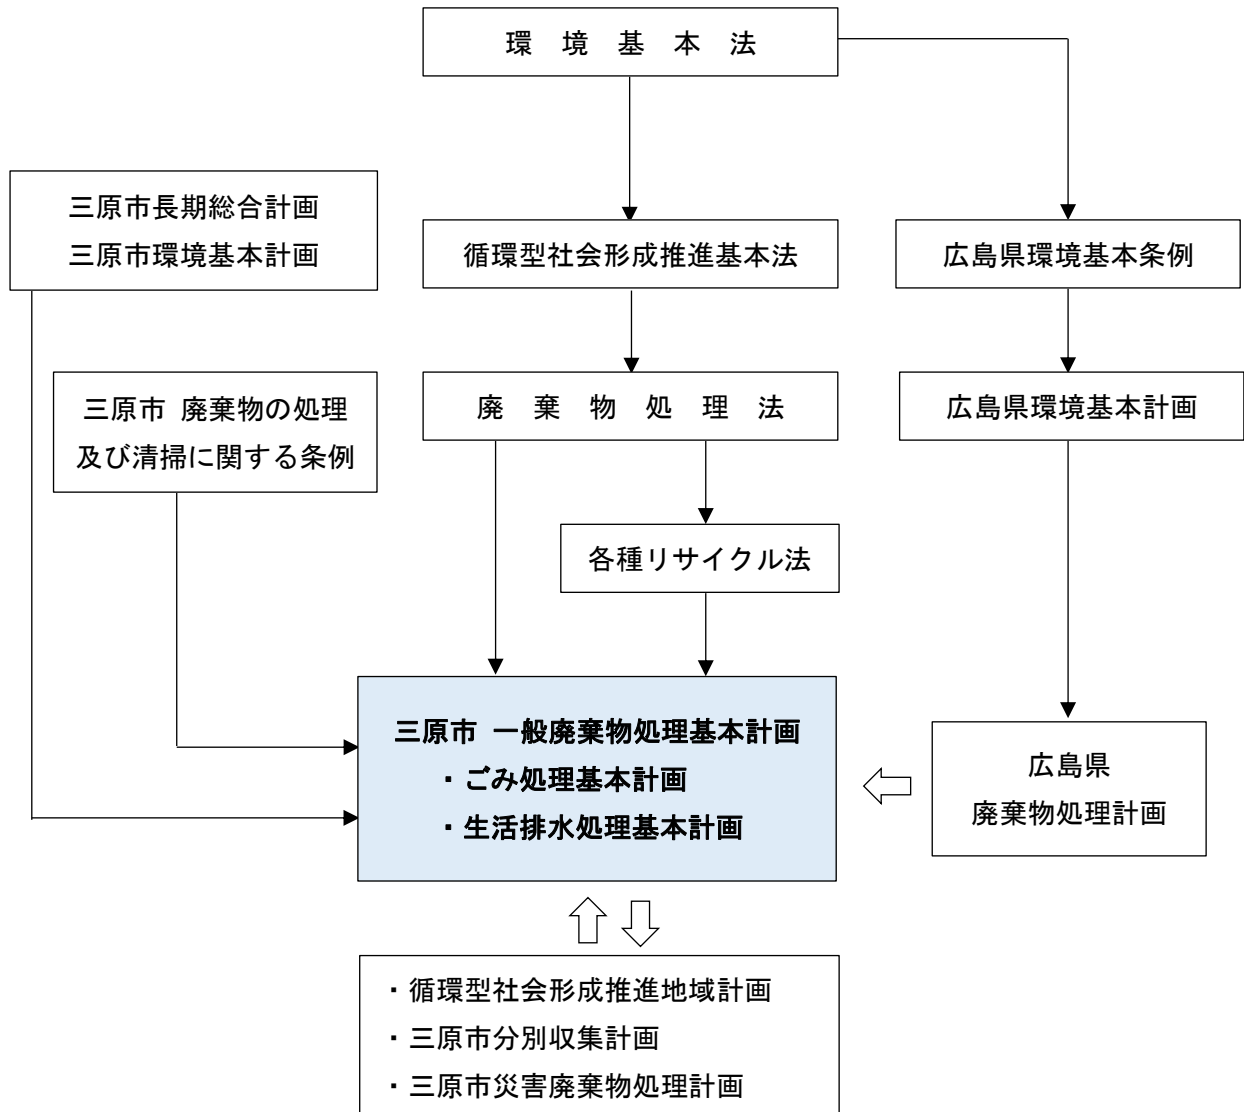 環 境 基 本 法
三原市長期総合計画
三原市環境基本計画
循環型社会形成推進基本法
広島県環境基本条例
三原市 廃棄物の処理
及び清掃に関する条例
廃 棄 物 処 理 法
広島県環境基本計画
各種リサイクル法
三原市 一般廃棄物処理基本計画
・ごみ処理基本計画
・生活排水処理基本計画
広島県
廃棄物処理計画
・循環型社会形成推進地域計画
・三原市分別収集計画
・三原市災害廃棄物処理計画